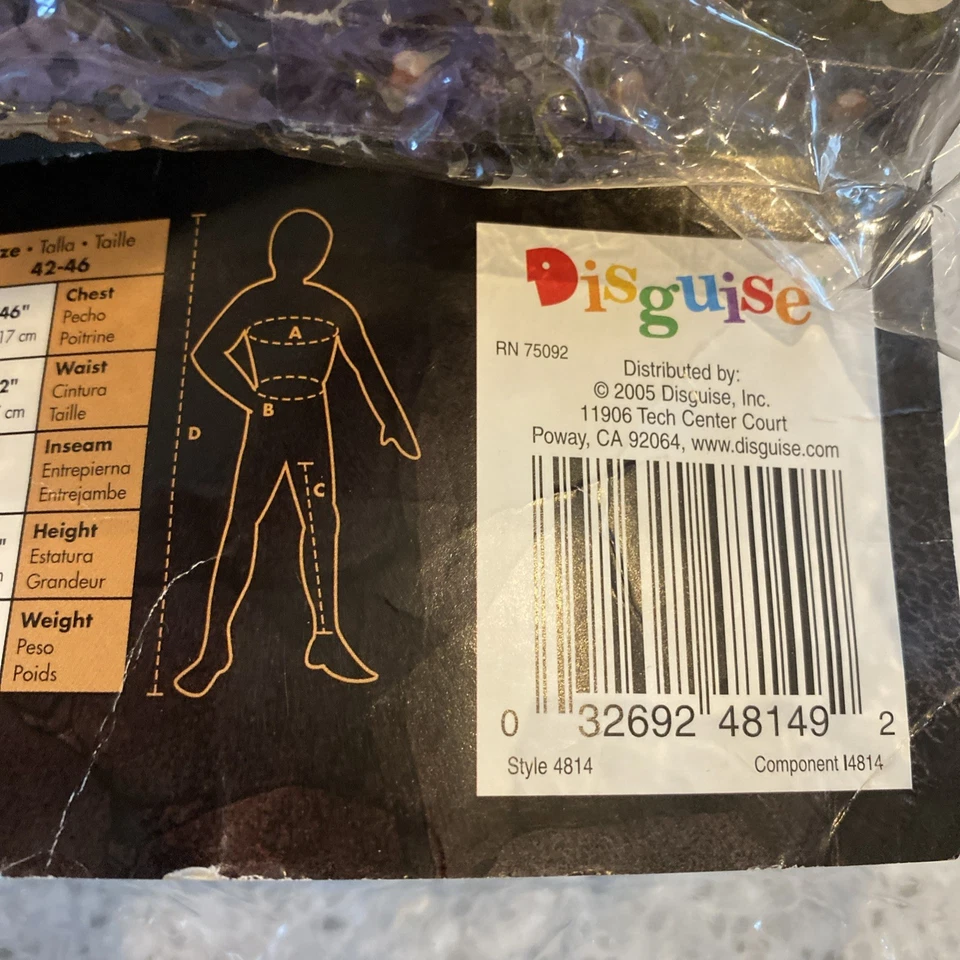 ze • Talla • Taille
42-46
46"
17 cm
Chest
Pecho
Poitrine
2"
cm
Waist
Cintura
Taille
Inseam
Entrepierna
Entrejambe
"
Height
Estatura
Grandeur
Weight
Peso
Poids
A
B
C
D
Disguise
RN 75092
Distributed by:
© 2005 Disguise, Inc.
11906 Tech Center Court
Poway, CA 92064, www.disguise.com
0 32692 48149 2
Style 4814
Component I4814